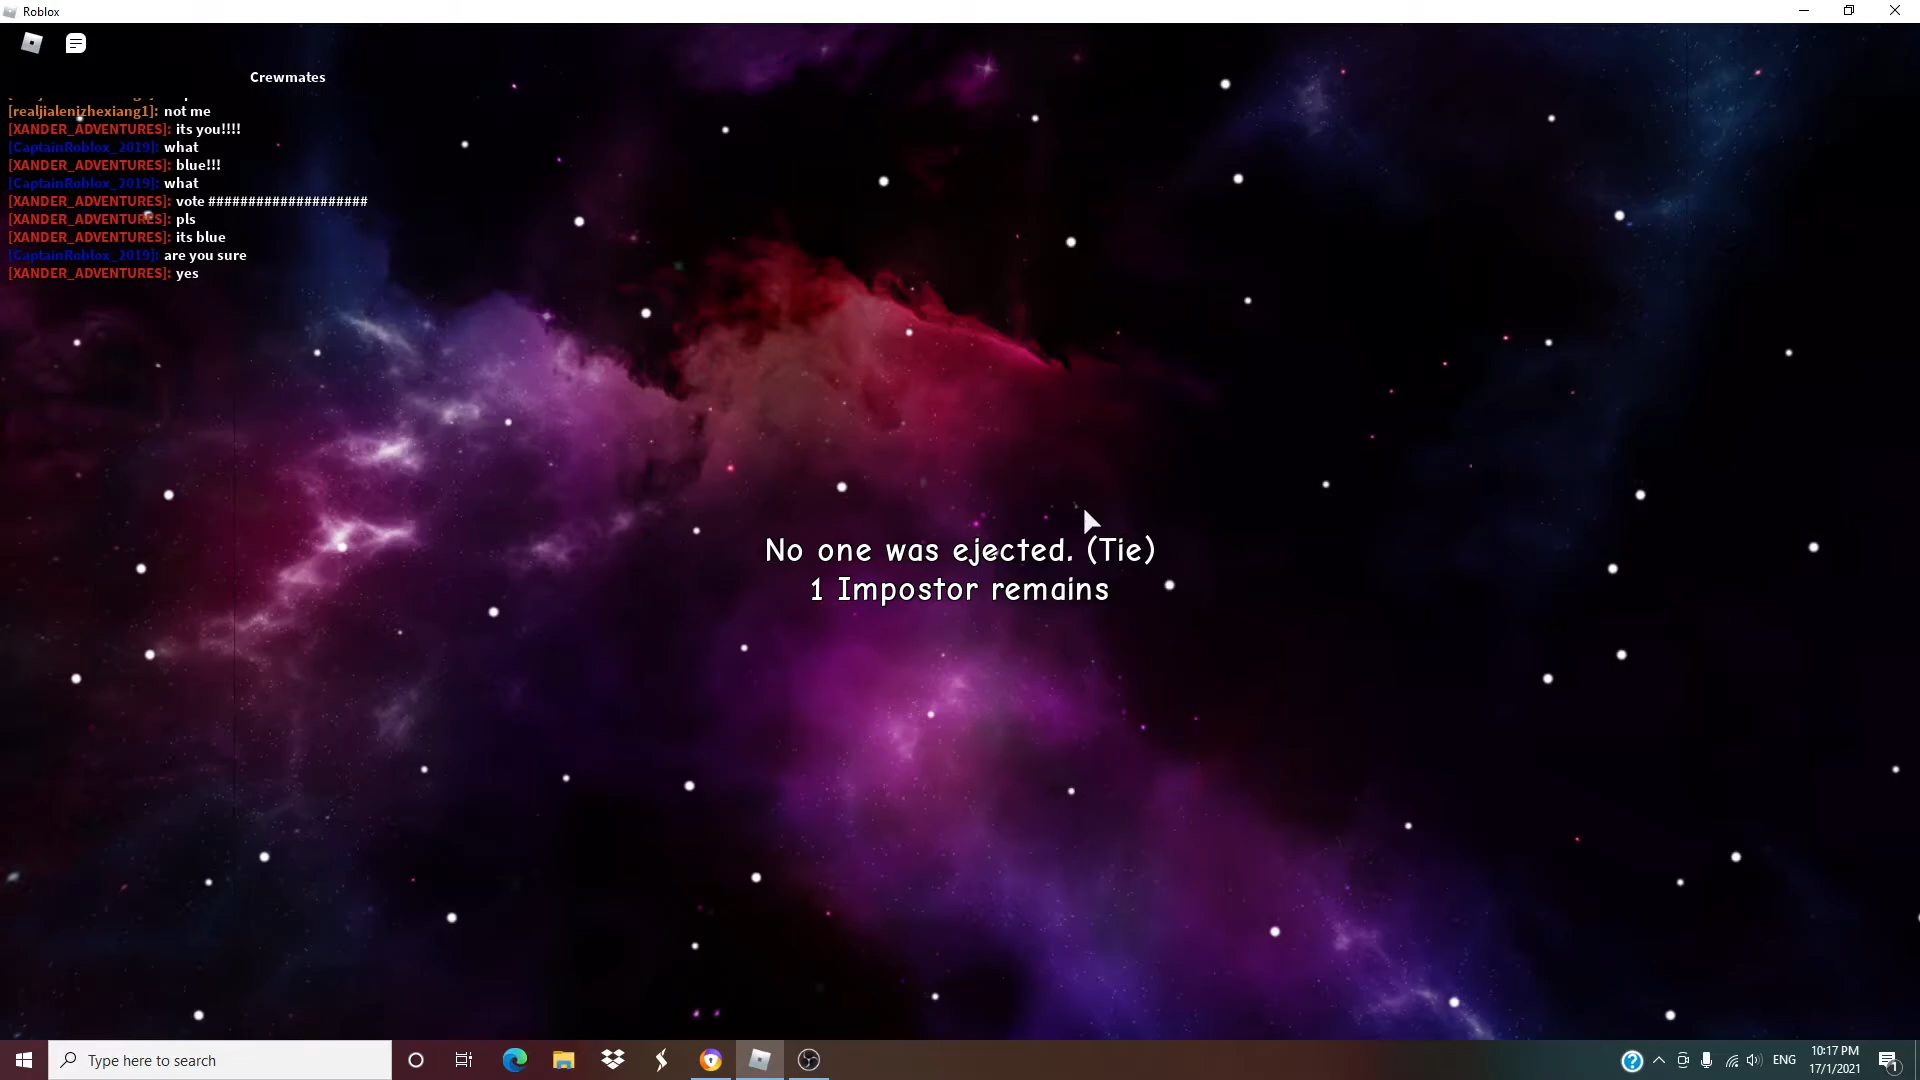 Roblox
Crewmates
[realjialenizhexiang1]: not me
[XANDER_ADVENTURES]: its you!!!!
[CaptainRoblox_2019]: what
[XANDER_ADVENTURES]: blue!!!
[CaptainRoblox_2019]: what
[XANDER_ADVENTURES]: vote ####################
[XANDER_ADVENTURES]: pls
[XANDER_ADVENTURES]: its blue
[CaptainRoblox_2019]: are you sure
[XANDER_ADVENTURES]: yes
No one was ejected. (Tie)
1 Impostor remains
Type here to search
ENG
10:17 PM
17/1/2021
1